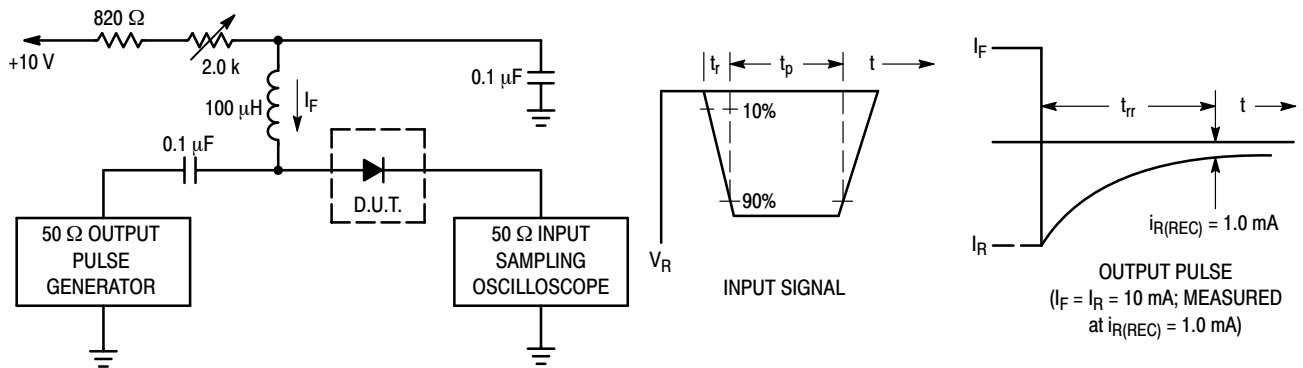 820 Ω
+10 V
2.0 k
100 μH
I_F
0.1 μF
0.1 μF
D.U.T.
50 Ω OUTPUT
PULSE
GENERATOR
50 Ω INPUT
SAMPLING
OSCILLOSCOPE
t_r
t_p
t
10%
90%
V_R
INPUT SIGNAL
I_F
t_rr
t
I_R
i_R(REC) = 1.0 mA
OUTPUT PULSE
(I_F = I_R = 10 mA; MEASURED
at i_R(REC) = 1.0 mA)